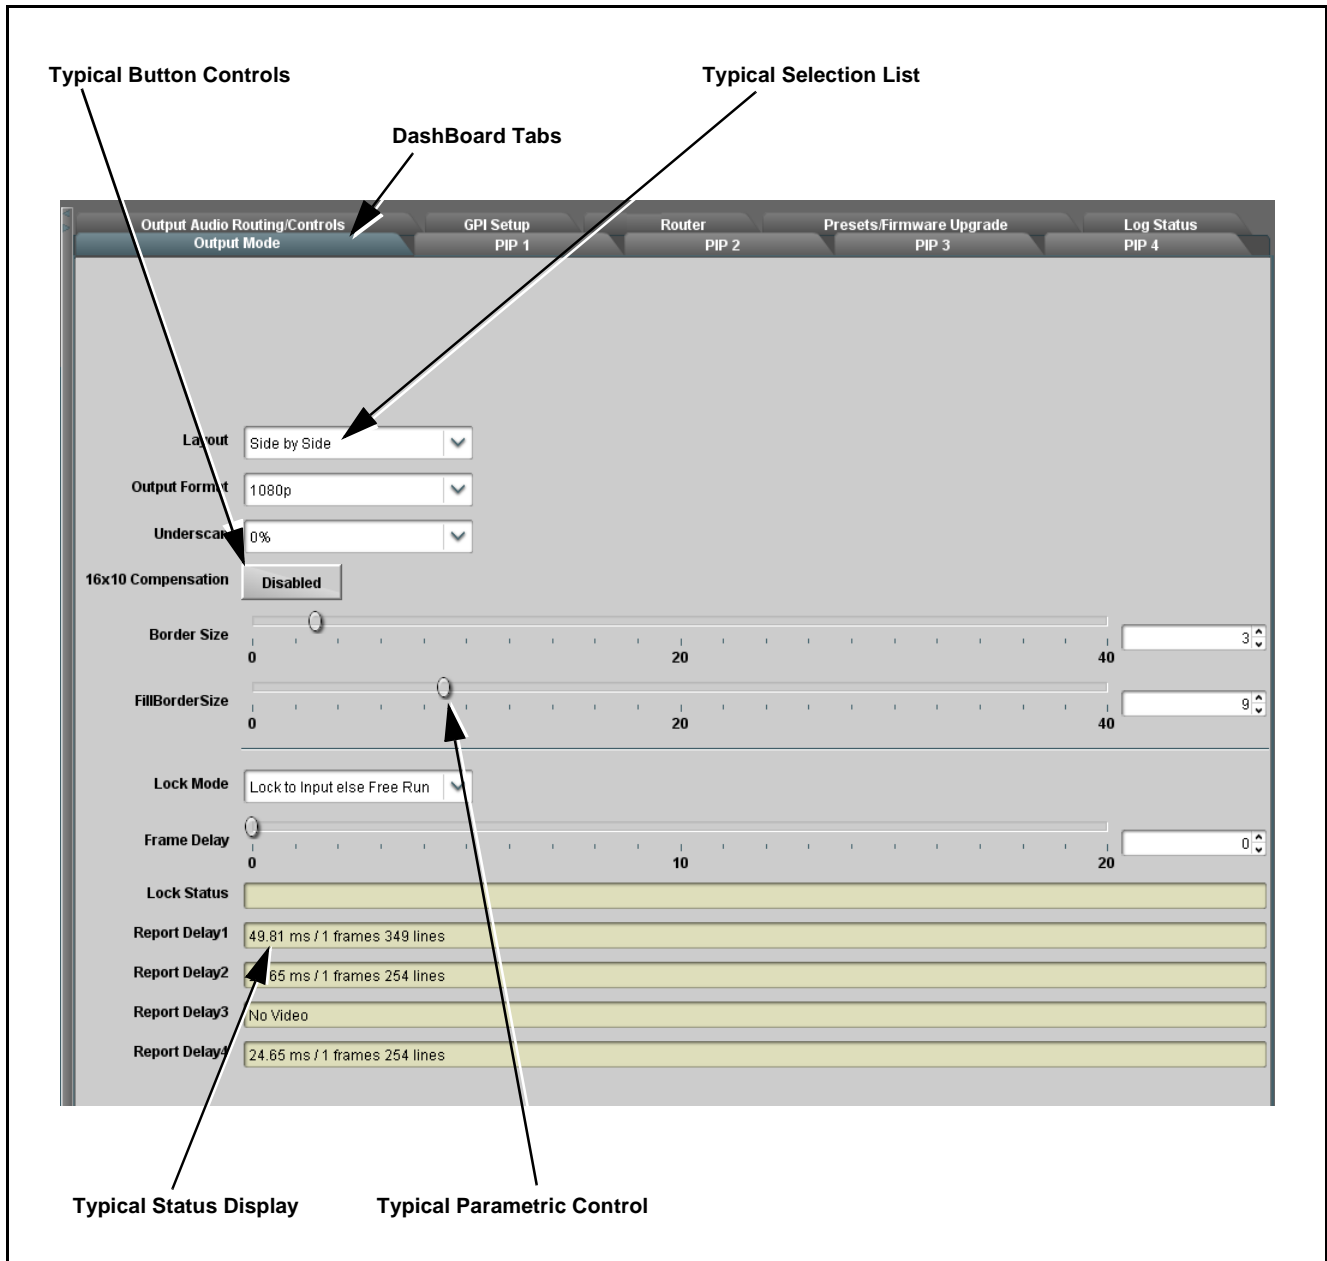 Typical Button Controls
Typical Selection List
DashBoard Tabs
Output Audio Routing/Controls GPI Setup Router Presets/Firmware Upgrade Log Status
Output Mode PIP 1 PIP 2 PIP 3 PIP 4
Layout Side by Side
Output Format 1080p
Underscan 0%
16x10 Compensation Disabled
Border Size 3
0 20 40
FillBorderSize 9
0 20 40
Lock Mode Lock to Input else Free Run
Frame Delay 0
0 10 20
Lock Status
Report Delay1 49.81 ms / 1 frames 349 lines
Report Delay2 65 ms / 1 frames 254 lines
Report Delay3 No Video
Report Delay4 24.65 ms / 1 frames 254 lines
Typical Status Display Typical Parametric Control